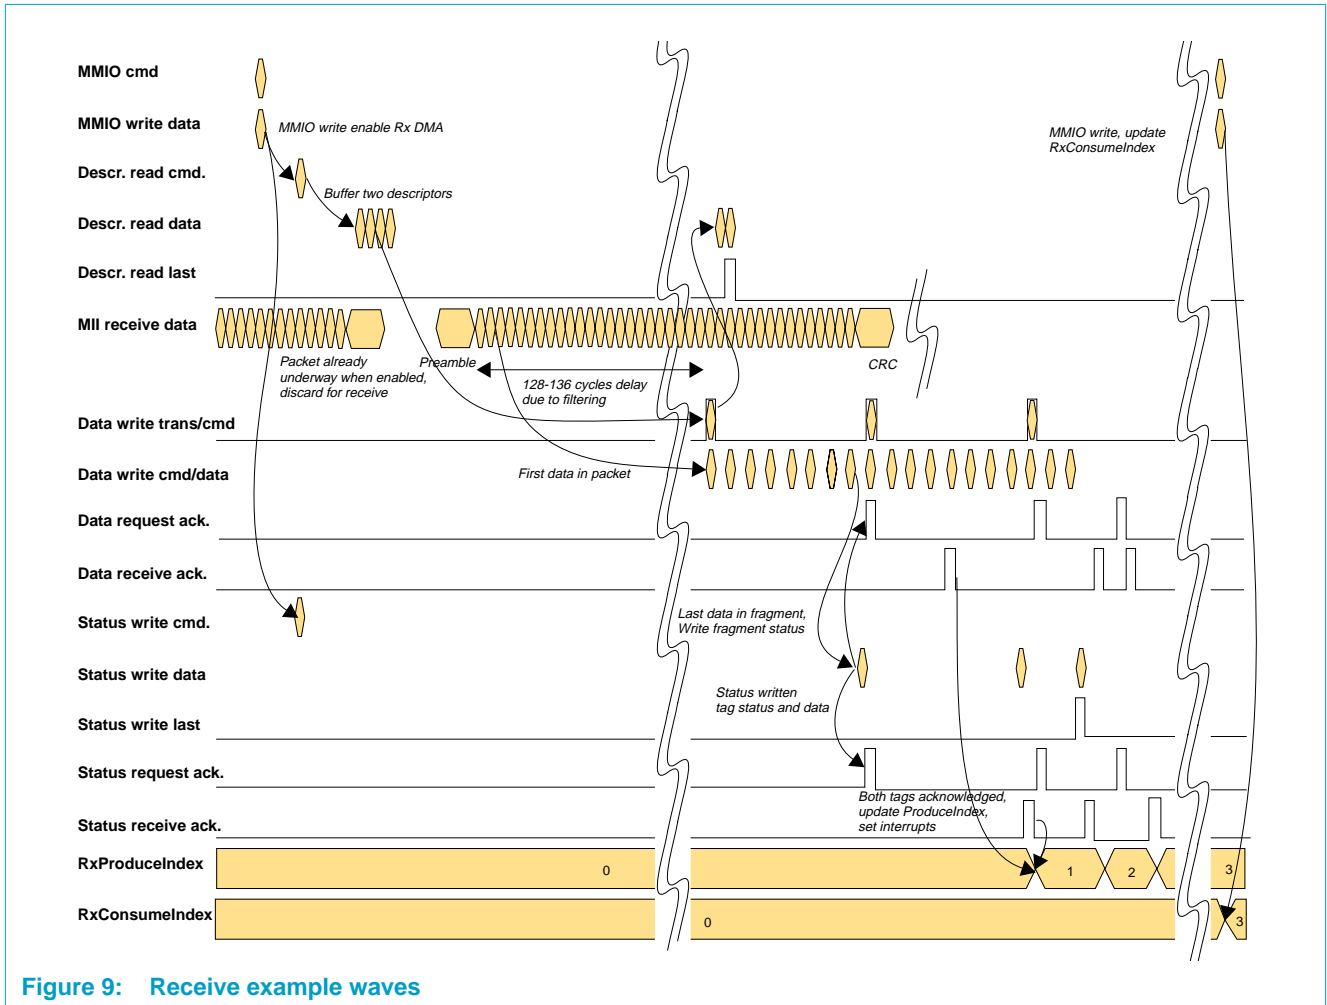 MMIO cmd
MMIO write data
MMIO write enable Rx DMA
MMIO write, update
RxConsumeIndex
Descr. read cmd.
Buffer two descriptors
Descr. read data
Descr. read last
MII receive data
Packet already
underway when enabled,
discard for receive
Preamble
128-136 cycles delay
due to filtering
CRC
Data write trans/cmd
Data write cmd/data
First data in packet
Data request ack.
Data receive ack.
Status write cmd.
Last data in fragment,
Write fragment status
Status write data
Status written
tag status and data
Status write last
Status request ack.
Both tags acknowledged,
update ProduceIndex,
set interrupts
Status receive ack.
RxProduceIndex
0
1
2
3
RxConsumeIndex
0
3
Figure 9: Receive example waves